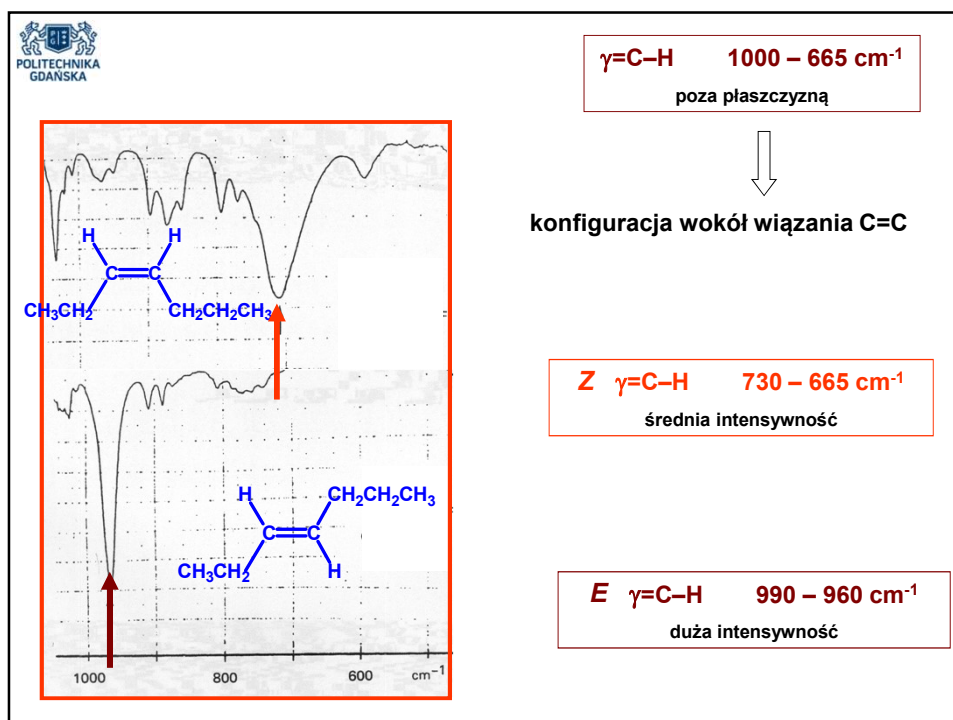 POLITECHNIKA
GDAŃSKA
γ=C–H 1000 – 665 cm-1
poza płaszczyzną
konfiguracja wokół wiązania C=C
H H
C C
CH3CH2 CH2CH2CH3
Z γ=C–H 730 – 665 cm-1
średnia intensywność
H CH2CH2CH3
C C
CH3CH2 H
E γ=C–H 990 – 960 cm-1
duża intensywność
1000 800 600 cm-1